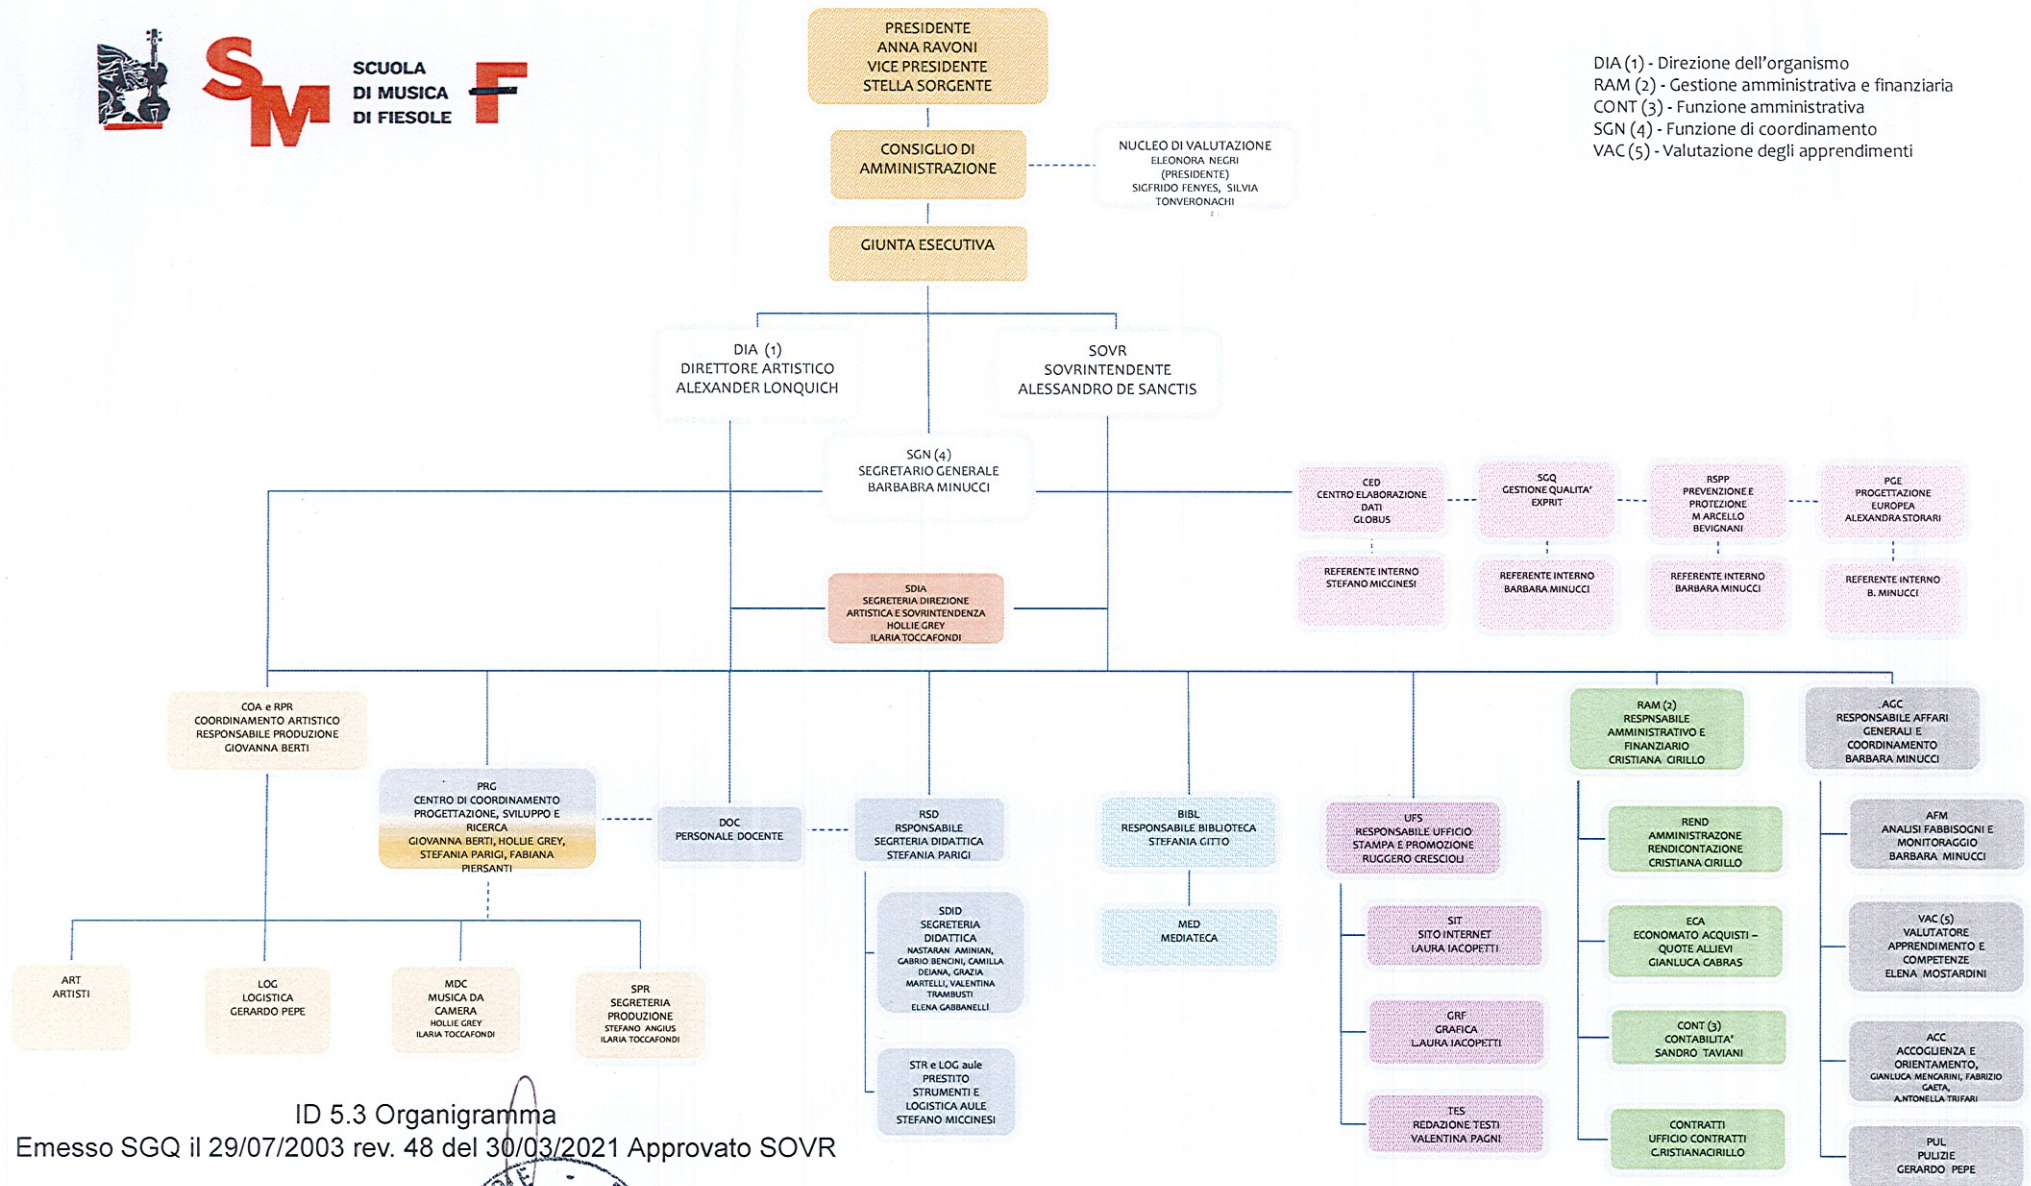 SM F
SCUOLA
DI MUSICA
DI FIESOLE
PRESIDENTE
ANNA RAVONI
VICE PRESIDENTE
STELLA SORGENTE
DIA (1) - Direzione dell'organismo
RAM (2) - Gestione amministrativa e finanziaria
CONT (3) - Funzione amministrativa
SGN (4) - Funzione di coordinamento
VAC (5) - Valutazione degli apprendimenti
CONSIGLIO DI
AMMINISTRAZIONE
NUCLEO DI VALUTAZIONE
ELEONORA NEGRI
(PRESIDENTE)
SIGFRIDO FENYES, SILVIA
TONVERONACHI
GIUNTA ESECUTIVA
DIA (1)
DIRETTORE ARTISTICO
ALEXANDER LONQUICH
SOVR
SOVRINTENDENTE
ALESSANDRO DE SANCTIS
SGN (4)
SEGRETARIO GENERALE
BARBABRA MINUCCI
CED
CENTRO ELABORAZIONE
DATI
GLOBUS
SGQ
GESTIONE QUALITA'
EXPRIT
RSPP
PREVENZIONE E
PROTEZIONE
M ARCELLO
BEVIGNANI
PGE
PROGETTAZIONE
EUROPEA
ALEXANDRA STORARI
REFERENTE INTERNO
STEFANO MICCINESI
REFERENTE INTERNO
BARBARA MINUCCI
REFERENTE INTERNO
BARBARA MINUCCI
REFERENTE INTERNO
B. MINUCCI
SDIA
SEGRETERIA DIREZIONE
ARTISTICA E SOVRINTENDENZA
HOLLIE GREY
ILARIA TOCCAFONDI
COA e RPR
COORDINAMENTO ARTISTICO
RESPONSABILE PRODUZIONE
GIOVANNA BERTI
PRG
CENTRO DI COORDINAMENTO
PROGETTAZIONE, SVILUPPO E
RICERCA
GIOVANNA BERTI, HOLLIE GREY,
STEFANIA PARIGI, FABIANA
PIERSANTI
DOC
PERSONALE DOCENTE
RSD
RSPONSABILE
SEGRTERIA DIDATTICA
STEFANIA PARIGI
BIBL
RESPONSABILE BIBLIOTECA
STEFANIA GITTO
UFS
RESPONSABILE UFFICIO
STAMPA E PROMOZIONE
RUGGERO CRESCIOLI
RAM (2)
RESPNSABILE
AMMINISTRATIVO E
FINANZIARIO
CRISTIANA CIRILLO
AGC
RESPONSABILE AFFARI
GENERALI E
COORDINAMENTO
BARBARA MINUCCI
REND
AMMINISTRAZONE
RENDICONTAZIONE
CRISTIANA CIRILLO
AFM
ANALISI FABBISOGNI E
MONITORAGGIO
BARBARA MINUCCI
SDID
SEGRETERIA
DIDATTICA
NASTARAN AMINIAN,
GABRIO BENCINI, CAMILLA
DEIANA, GRAZIA
MARTELLI, VALENTINA
TRAMBUSTI
ELENA GABBANELLI
MED
MEDIATECA
SIT
SITO INTERNET
LAURA IACOPETTI
ECA
ECONOMATO ACQUISTI –
QUOTE ALLIEVI
GIANLUCA CABRAS
VAC (5)
VALUTATORE
APPRENDIMENTO E
COMPETENZE
ELENA MOSTARDINI
ART
ARTISTI
LOG
LOGISTICA
GERARDO PEPE
MDC
MUSICA DA
CAMERA
HOLLIE GREY
ILARIA TOCCAFONDI
SPR
SEGRETERIA
PRODUZIONE
STEFANO ANGIUS
ILARIA TOCCAFONDI
STR e LOG aule
PRESTITO
STRUMENTI E
LOGISTICA AULE
STEFANO MICCINESI
GRF
GRAFICA
LAURA IACOPETTI
CONT (3)
CONTABILITA'
SANDRO TAVIANI
ACC
ACCOGLIENZA E
ORIENTAMENTO,
GIANLUCA MENCARINI, FABRIZIO
GAETA,
ANTONELLA TRIFARI
TES
REDAZIONE TESTI
VALENTINA PAGNI
CONTRATTI
UFFICIO CONTRATTI
CRISTIANACIRILLO
PUL
PULIZIE
GERARDO PEPE
ID 5.3 Organigramma
Emesso SGQ il 29/07/2003 rev. 48 del 30/03/2021 Approvato SOVR